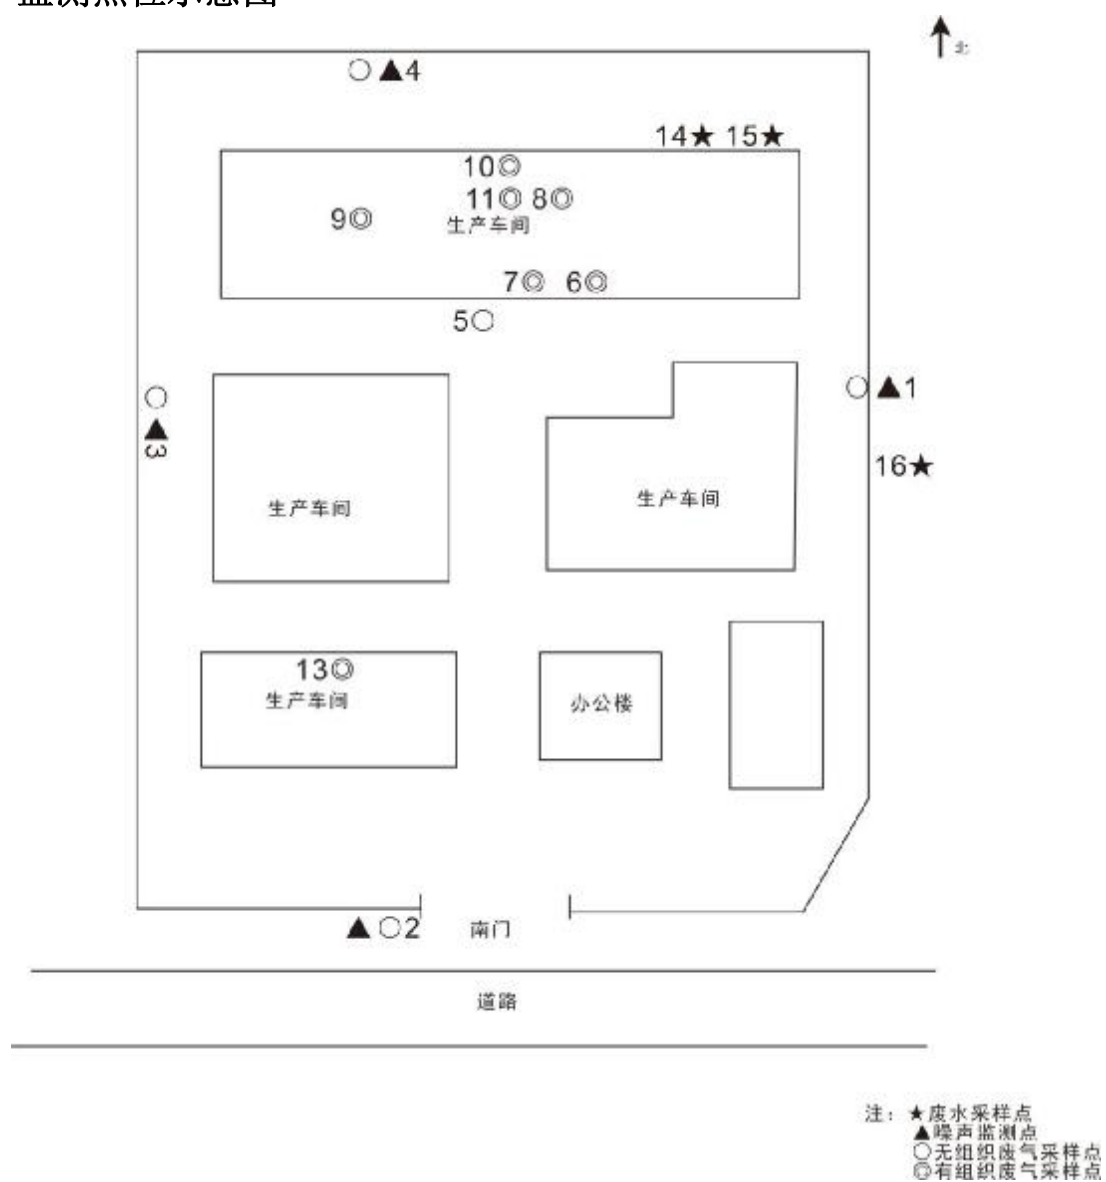 监测点位示意图
北
○▲4
14★ 15★
10◎
11◎ 8◎
9◎
生产车间
7◎ 6◎
5○
○▲1
○▲3
16★
生产车间
生产车间
13◎
生产车间
办公楼
▲○2
南门
道路
注：★废水采样点
▲噪声监测点
○无组织废气采样点
◎有组织废气采样点